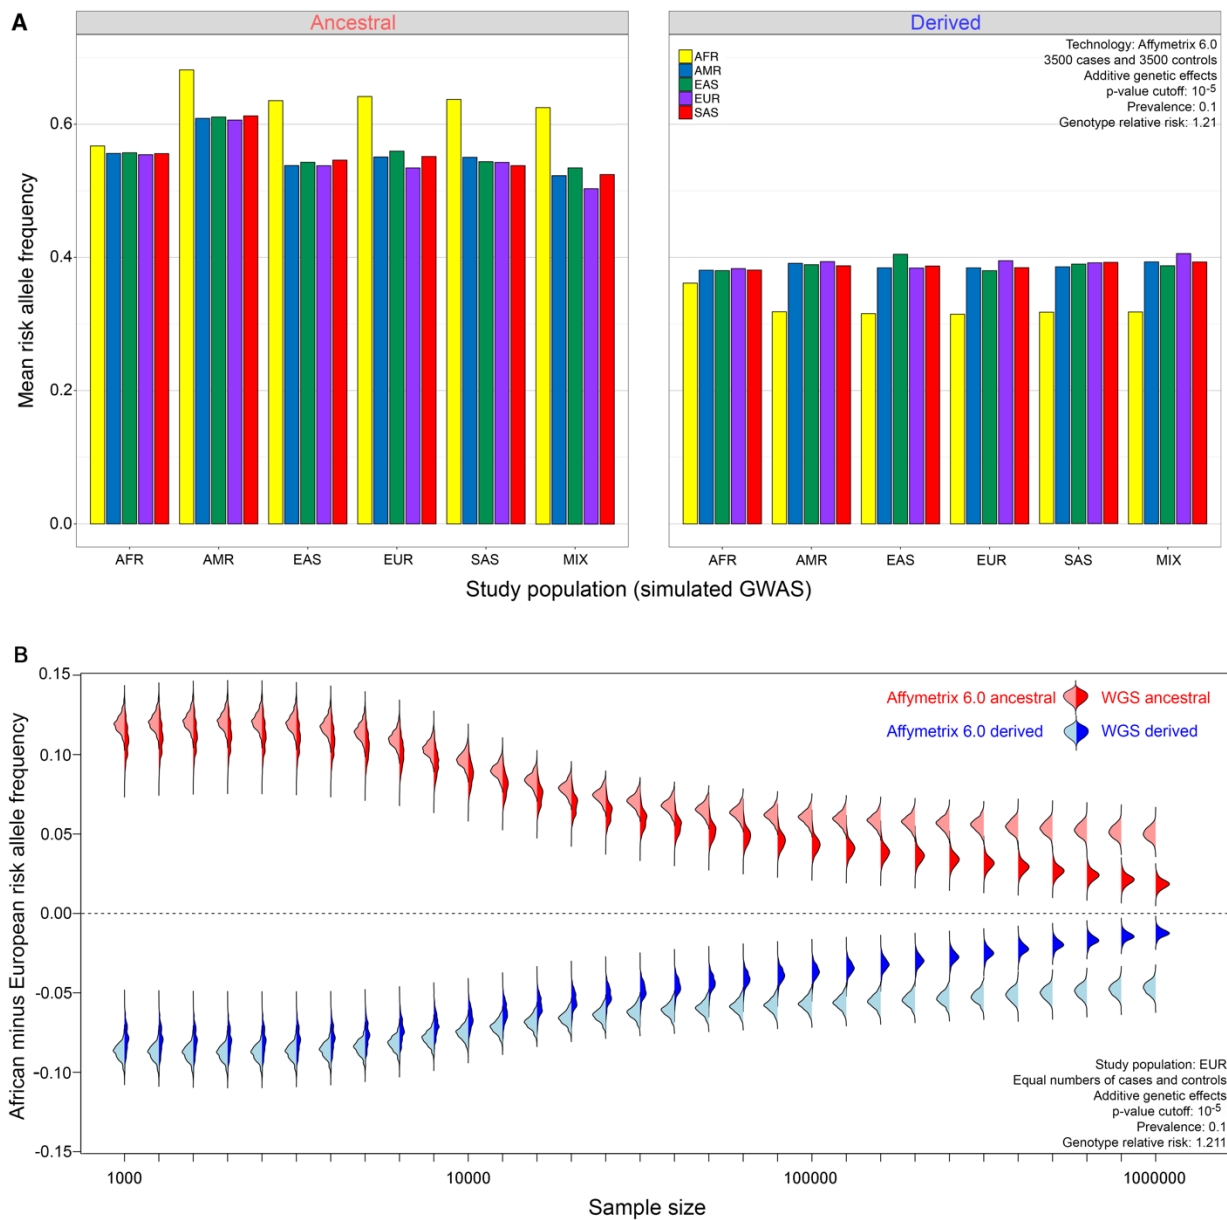 A
Ancestral
Derived
Mean risk allele frequency
0.6
0.4
0.2
0.0
AFR
AMR
EAS
EUR
SAS
MIX
AFR
AMR
EAS
EUR
SAS
Technology: Affymetrix 6.0
3500 cases and 3500 controls
Additive genetic effects
p-value cutoff: 10-5
Prevalence: 0.1
Genotype relative risk: 1.21
AFR
AMR
EAS
EUR
SAS
MIX
Study population (simulated GWAS)
B
African minus European risk allele frequency
0.15
0.10
0.05
0.00
-0.05
-0.10
-0.15
Affymetrix 6.0 ancestral WGS ancestral
Affymetrix 6.0 derived WGS derived
Study population: EUR
Equal numbers of cases and controls
Additive genetic effects
p-value cutoff: 10-5
Prevalence: 0.1
Genotype relative risk: 1.211
1000
10000
100000
1000000
Sample size